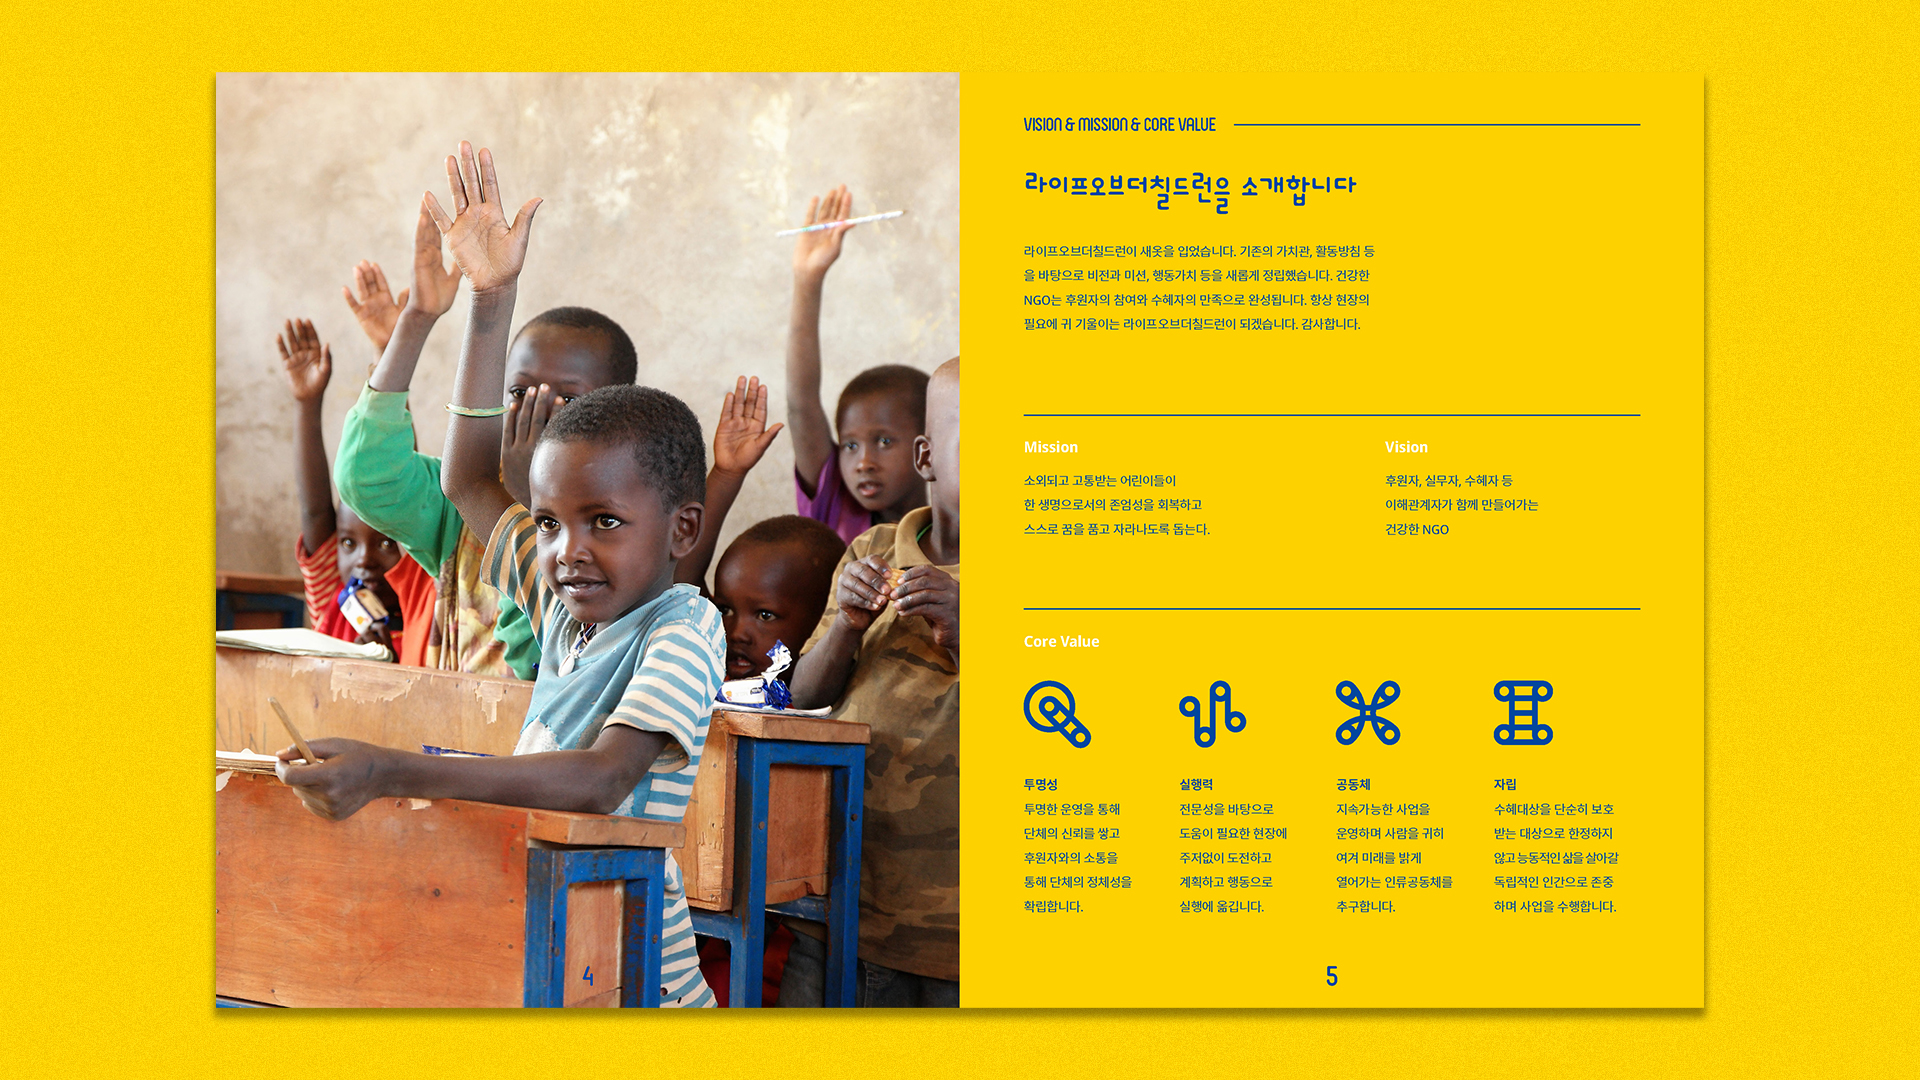 VISION & MISSION & CORE VALUE
라이프오브더칠드런을 소개합니다
라이프오브더칠드런이 새옷을 입었습니다. 기존의 가치관, 활동방침 등
을 바탕으로 비전과 미션, 행동가치 등을 새롭게 정립했습니다. 건강한
NGO는 후원자의 참여와 수혜자의 만족으로 완성됩니다. 항상 현장의
필요에 귀 기울이는 라이프오브더칠드런이 되겠습니다. 감사합니다.
Mission
소외되고 고통받는 어린이들이
한 생명으로서의 존엄성을 회복하고
스스로 꿈을 품고 자라나도록 돕는다.
Vision
후원자, 실무자, 수혜자 등
이해관계자가 함께 만들어가는
건강한 NGO
Core Value
투명성
투명한 운영을 통해
단체의 신뢰를 쌓고
후원자와의 소통을
통해 단체의 정체성을
확립합니다.
실행력
전문성을 바탕으로
도움이 필요한 현장에
주저없이 도전하고
계획하고 행동으로
실행에 옮깁니다.
공동체
지속가능한 사업을
운영하며 사람을 귀히
여겨 미래를 밝게
열어가는 인류공동체를
추구합니다.
자립
수혜대상을 단순히 보호
받는 대상으로 한정하지
않고 능동적인 삶을 살아갈
독립적인 인간으로 존중
하며 사업을 수행합니다.
4
5